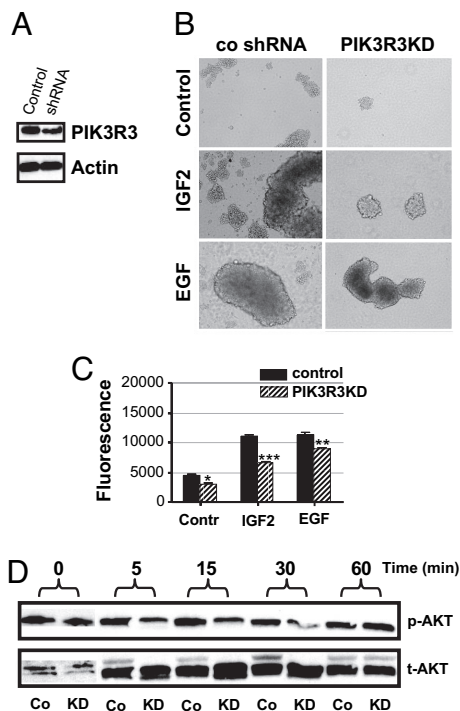 A
Control
shRNA
PIK3R3
Actin
B
co shRNA PIK3R3KD
Control
IGF2
EGF
C
control
PIK3R3KD
Fluorescence
20000
15000
10000
5000
0
*
***
**
Contr IGF2 EGF
D
0 5 15 30 60 Time (min)
p-AKT
t-AKT
Co KD Co KD Co KD Co KD Co KD